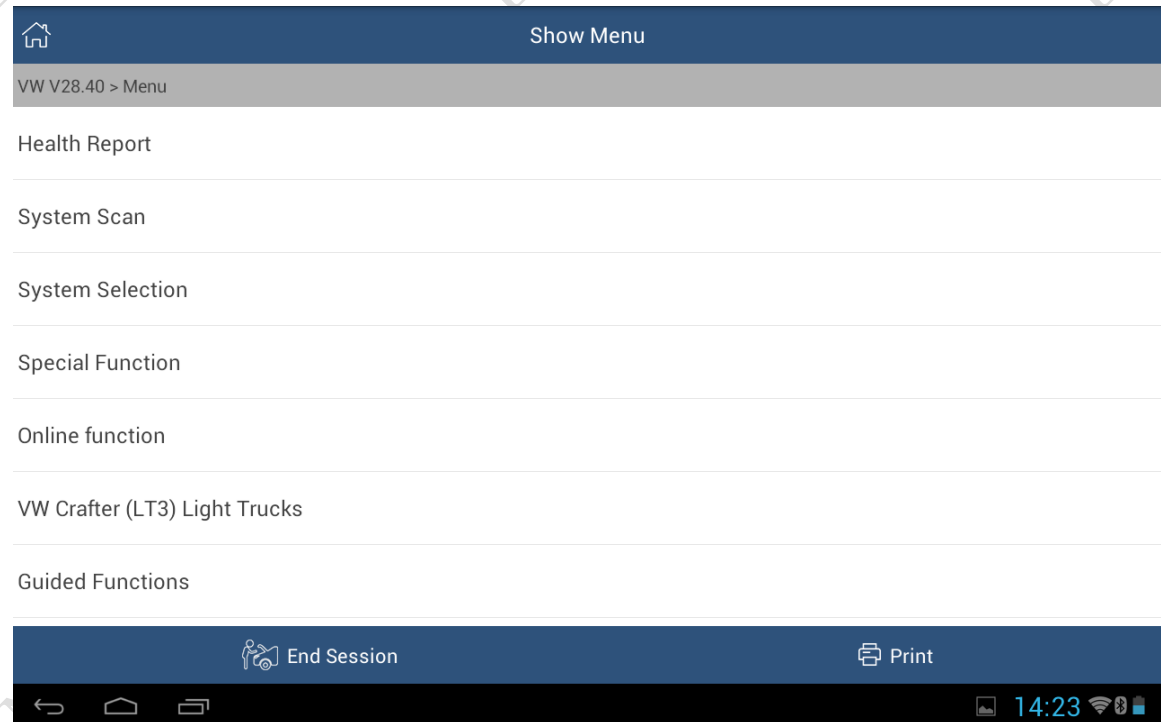 Show Menu
VW V28.40 > Menu
Health Report
System Scan
System Selection
Special Function
Online function
VW Crafter (LT3) Light Trucks
Guided Functions
End Session
Print
14:23